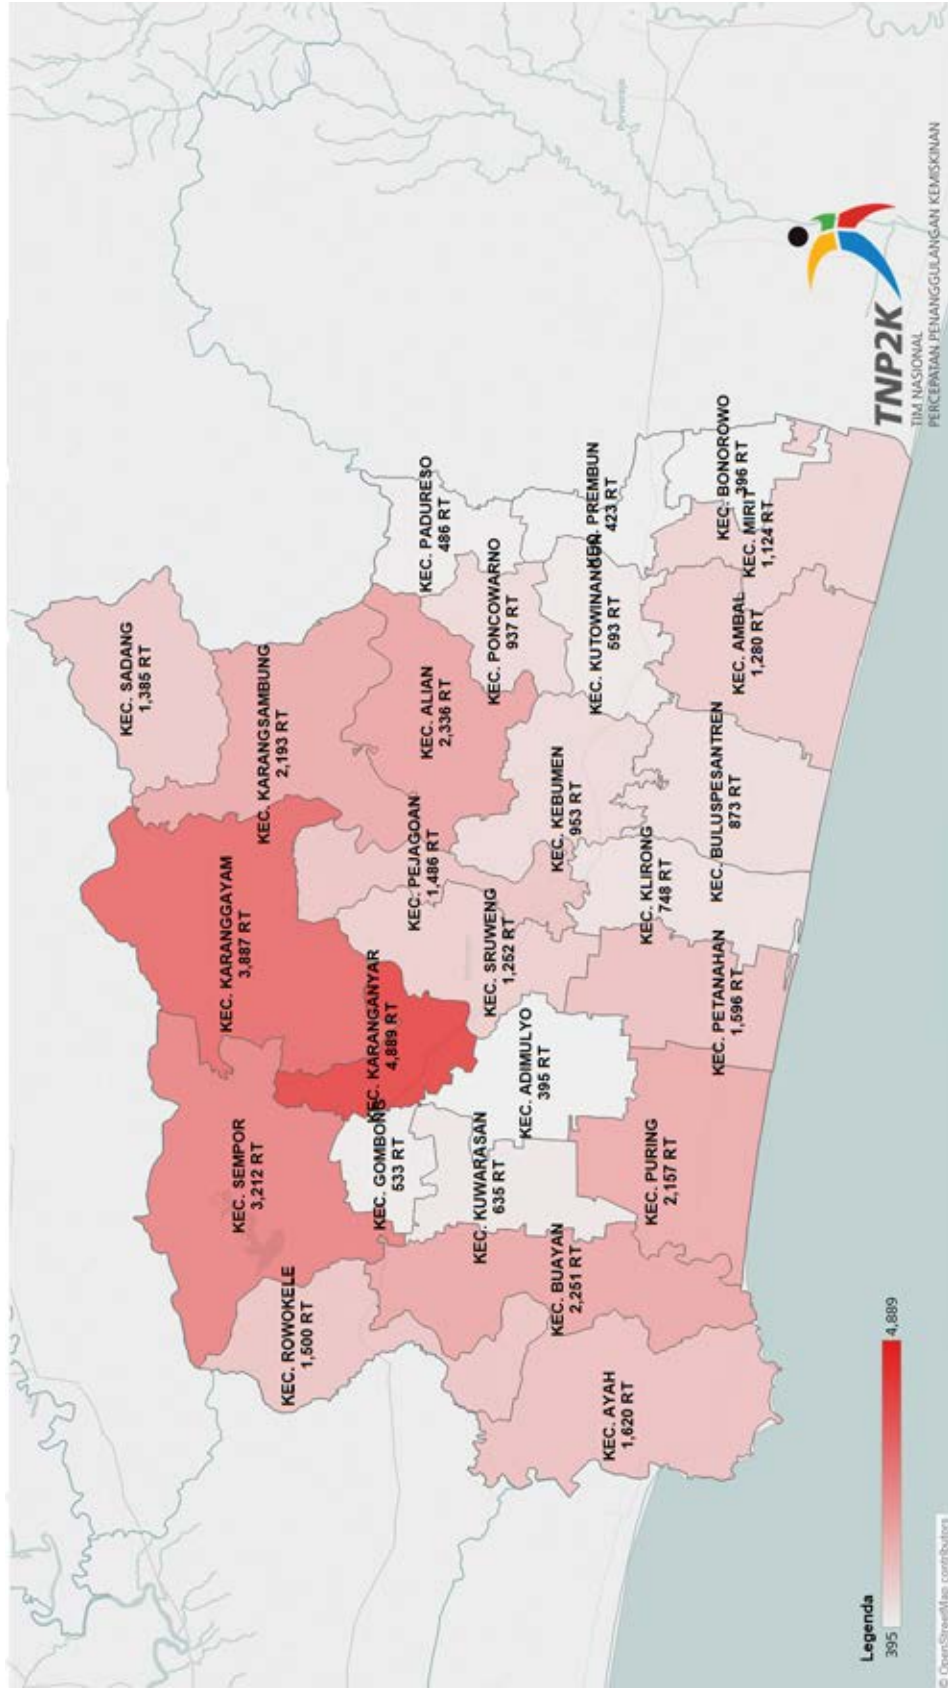 KEC. SADANG
1,385 RT
KEC. KARANGSAMBUNG
2,193 RT
KEC. KARANGGAYAM
3,887 RT
KEC. SEMPOR
3,212 RT
KEC. ROWOKELE
1,500 RT
KEC. PADURESO
486 RT
KEC. ALIAN
2,336 RT
KEC. PEJAGOAN
1,486 RT
KEC. KARANGANYAR
4,889 RT
KEC. GOMBONG
533 RT
KEC. PONCOWARNO
937 RT
KEC. SRUWENG
1,252 RT
KEC. KUWARASAN
635 RT
KEC. ADIMULYO
395 RT
KEC. KEBUMEN
953 RT
KEC. BUAYAN
2,251 RT
KEC. PREMBUN
423 RT
KEC. KUTOWINANGUN
593 RT
KEC. AYAH
1,620 RT
KEC. KLIRONG
748 RT
KEC. PURING
2,157 RT
KEC. BONOROWO
396 RT
KEC. MIRIT
1,124 RT
KEC. AMBAL
1,280 RT
KEC. BULUSPESANTREN
873 RT
KEC. PETANAHAN
1,596 RT
TNP2K
TIM NASIONAL
PERCEPATAN PENANGGULANGAN KEMISKINAN
Legenda
395 4,889
© OpenStreetMap contributors